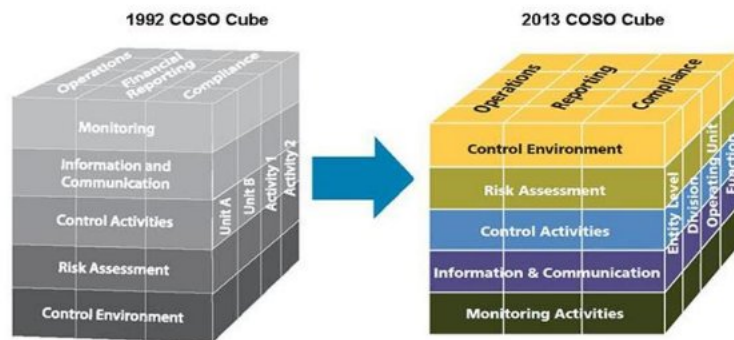 1992 COSO Cube
2013 COSO Cube
Operations
Financial
Reporting
Compliance
Monitoring
Information and
Communication
Control Activities
Risk Assessment
Control Environment
Unit A
Unit B
Activity 1
Activity 2
Operations
Reporting
Compliance
Control Environment
Risk Assessment
Control Activities
Information & Communication
Monitoring Activities
Entity Level
Division
Operating Unit
Function